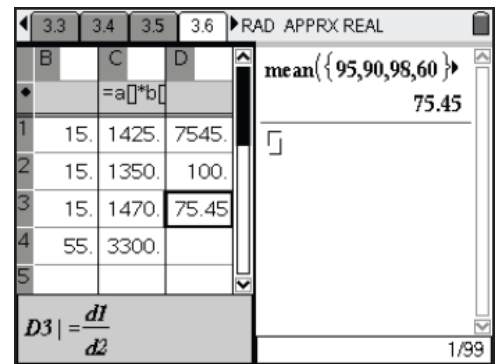 3.3 3.4 3.5 3.6 RAD APPRX REAL
B C D
=a[]*b[
1 15. 1425. 7545.
2 15. 1350. 100.
3 15. 1470. 75.45
4 55. 3300.
5
D3 | =d1/d2
mean({95,90,98,60}
75.45
1/99